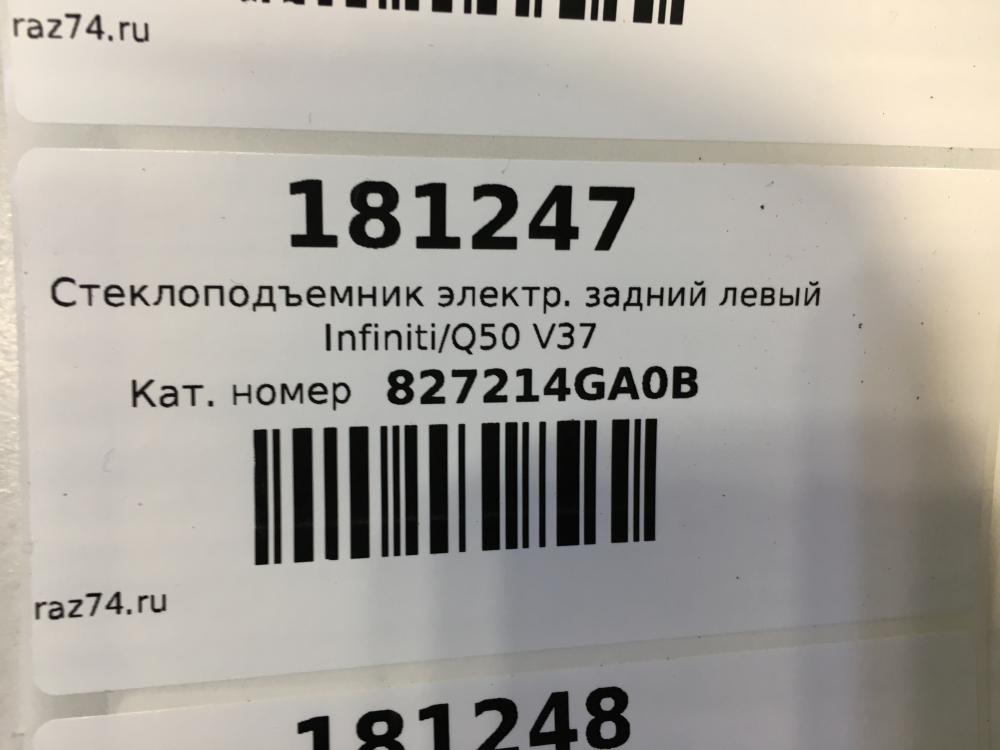 raz74.ru
181247
Стеклоподъемник электр. задний левый
Infiniti/Q50 V37
Кат. номер 827214GA0B
raz74.ru
181248